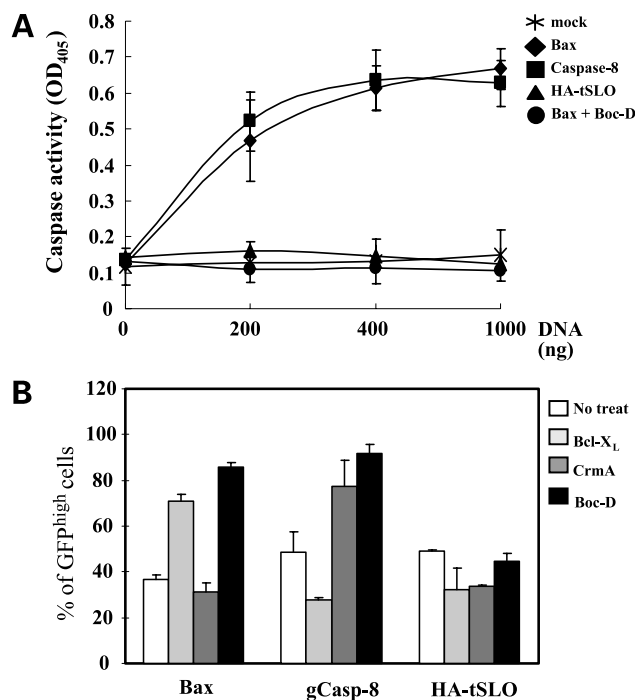 A
Caspase activity (OD405)
0.8
0.7
0.6
0.5
0.4
0.3
0.2
0.1
0
0 200 400 1000
DNA
(ng)
mock
Bax
Caspase-8
HA-tSLO
Bax + Boc-D
B
% of GFPhigh cells
120
100
80
60
40
20
0
Bax gCasp-8 HA-tSLO
No treat
Bcl-XL
CrmA
Boc-D